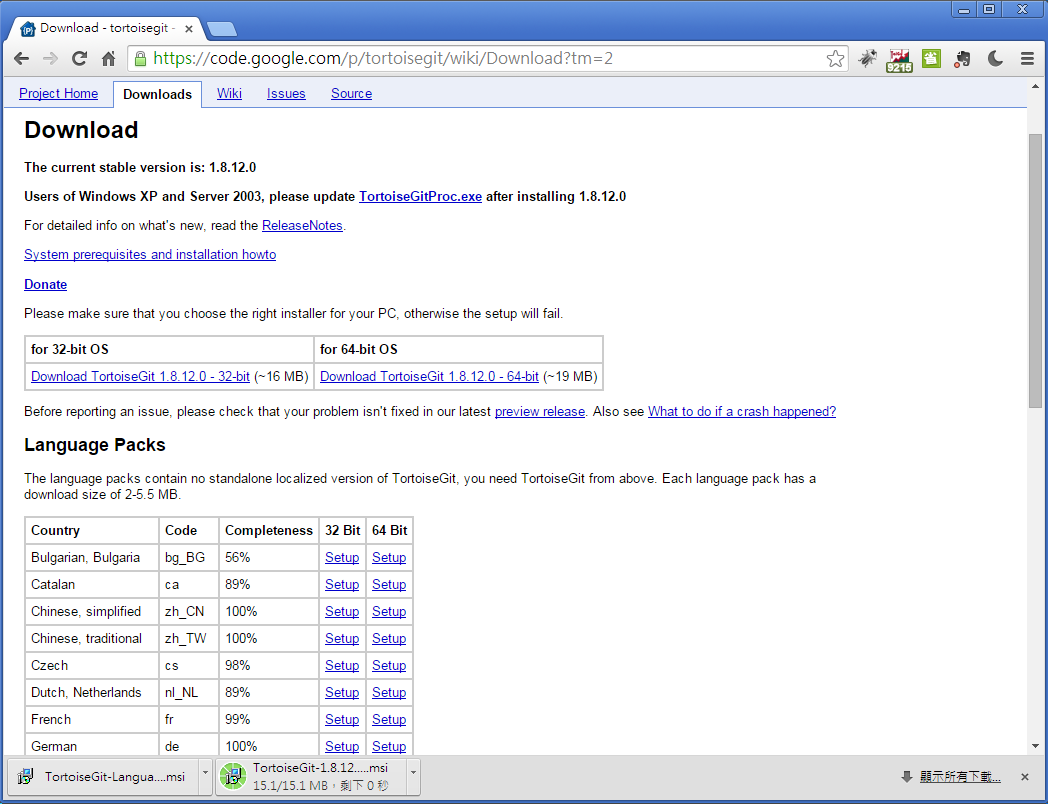 Download - tortoisegit -
https://code.google.com/p/tortoisegit/wiki/Download?tm=2
9215
省
Project Home Downloads Wiki Issues Source
Download
The current stable version is: 1.8.12.0
Users of Windows XP and Server 2003, please update TortoiseGitProc.exe after installing 1.8.12.0
For detailed info on what's new, read the ReleaseNotes.
System prerequisites and installation howto
Donate
Please make sure that you choose the right installer for your PC, otherwise the setup will fail.
for 32-bit OS for 64-bit OS
Download TortoiseGit 1.8.12.0 - 32-bit (~16 MB) Download TortoiseGit 1.8.12.0 - 64-bit (~19 MB)
Before reporting an issue, please check that your problem isn't fixed in our latest preview release. Also see What to do if a crash happened?
Language Packs
The language packs contain no standalone localized version of TortoiseGit, you need TortoiseGit from above. Each language pack has a
download size of 2-5.5 MB.
Country Code Completeness 32 Bit 64 Bit
Bulgarian, Bulgaria bg_BG 56% Setup Setup
Catalan ca 89% Setup Setup
Chinese, simplified zh_CN 100% Setup Setup
Chinese, traditional zh_TW 100% Setup Setup
Czech cs 98% Setup Setup
Dutch, Netherlands nl_NL 89% Setup Setup
French fr 99% Setup Setup
German de 100% Setup Setup
TortoiseGit-Langua....msi
TortoiseGit-1.8.12.....msi
15.1/15.1 MB，剩下 0 秒
顯示所有下載...